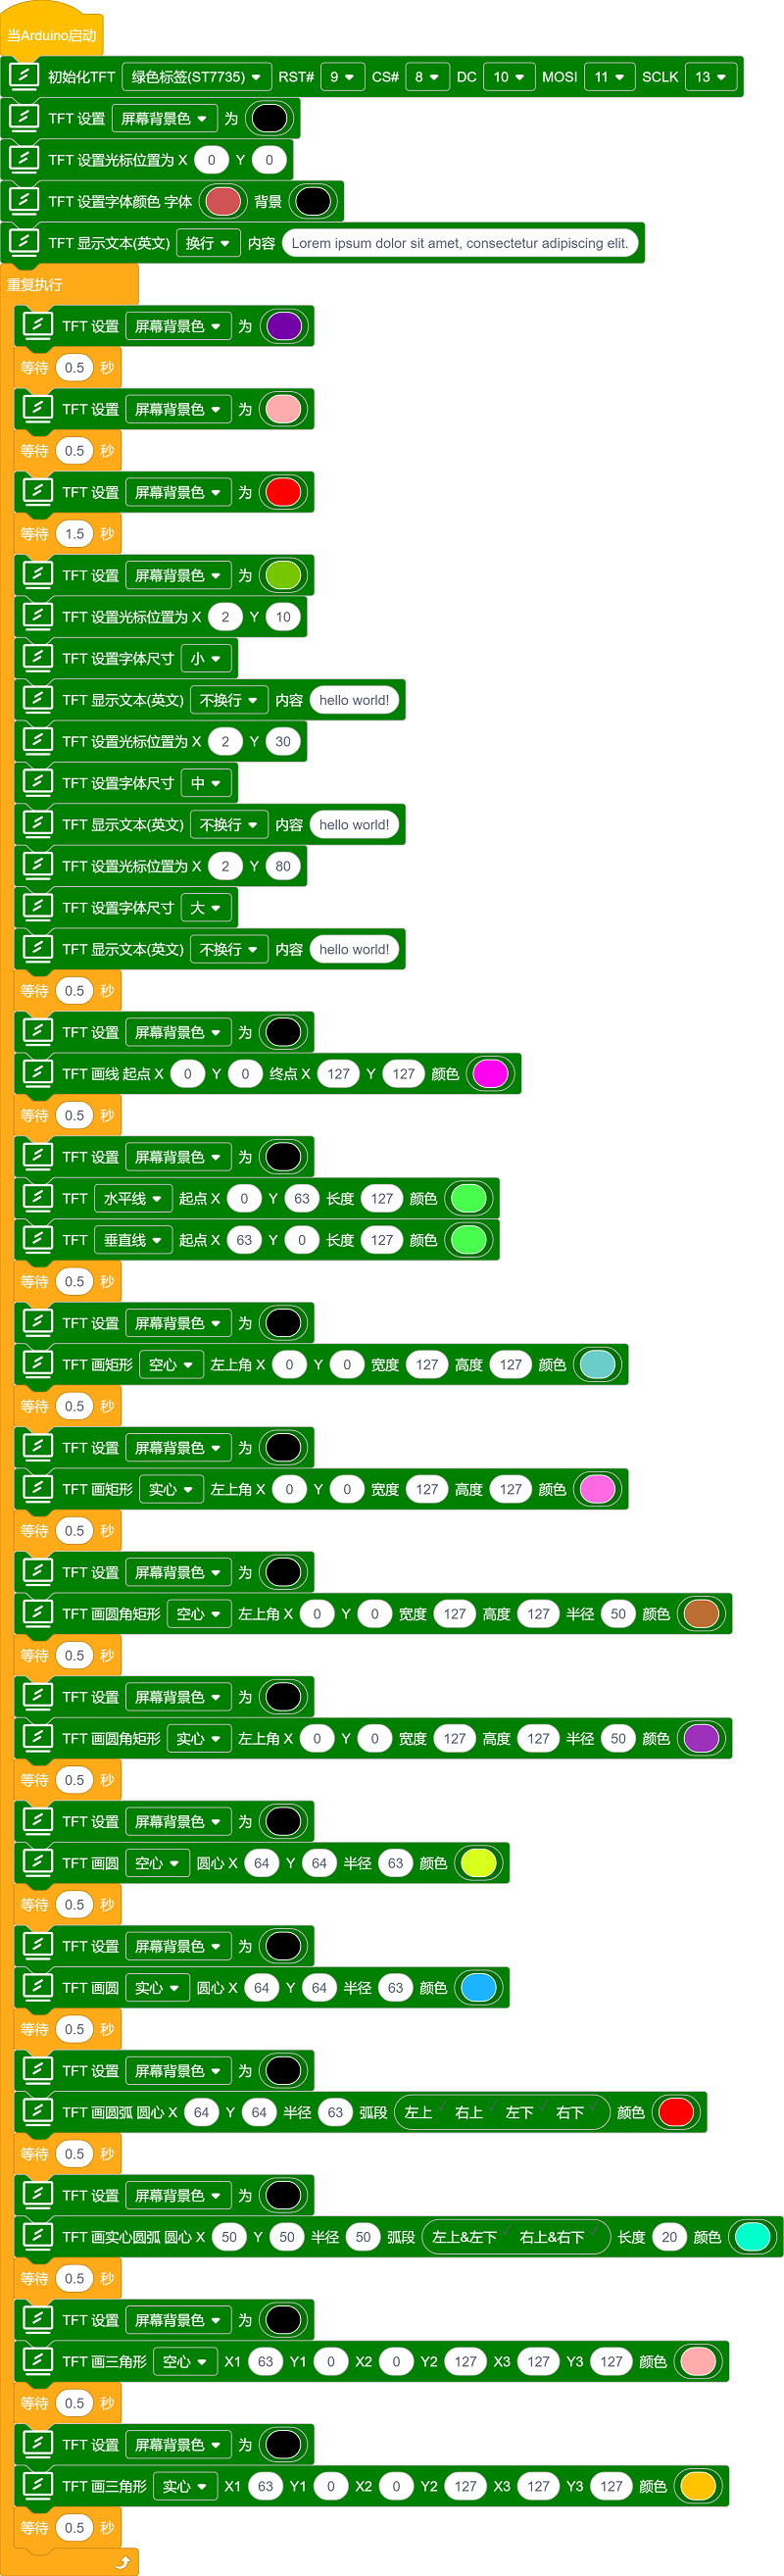 当Arduino启动
初始化TFT 绿色标签(ST7735) RST# 9 CS# 8 DC 10 MOSI 11 SCLK 13
TFT 设置 屏幕背景色 为
TFT 设置光标位置为 X 0 Y 0
TFT 设置字体颜色 字体 背景
TFT 显示文本(英文) 换行 内容 Lorem ipsum dolor sit amet, consectetur adipiscing elit.
重复执行
TFT 设置 屏幕背景色 为
等待 0.5 秒
TFT 设置 屏幕背景色 为
等待 0.5 秒
TFT 设置 屏幕背景色 为
等待 1.5 秒
TFT 设置 屏幕背景色 为
TFT 设置光标位置为 X 2 Y 10
TFT 设置字体尺寸 小
TFT 显示文本(英文) 不换行 内容 hello world!
TFT 设置光标位置为 X 2 Y 30
TFT 设置字体尺寸 中
TFT 显示文本(英文) 不换行 内容 hello world!
TFT 设置光标位置为 X 2 Y 80
TFT 设置字体尺寸 大
TFT 显示文本(英文) 不换行 内容 hello world!
等待 0.5 秒
TFT 设置 屏幕背景色 为
TFT 画线 起点 X 0 Y 0 终点 X 127 Y 127 颜色
等待 0.5 秒
TFT 设置 屏幕背景色 为
TFT 水平线 起点 X 0 Y 63 长度 127 颜色
TFT 垂直线 起点 X 63 Y 0 长度 127 颜色
等待 0.5 秒
TFT 设置 屏幕背景色 为
TFT 画矩形 空心 左上角 X 0 Y 0 宽度 127 高度 127 颜色
等待 0.5 秒
TFT 设置 屏幕背景色 为
TFT 画矩形 实心 左上角 X 0 Y 0 宽度 127 高度 127 颜色
等待 0.5 秒
TFT 设置 屏幕背景色 为
TFT 画圆角矩形 空心 左上角 X 0 Y 0 宽度 127 高度 127 半径 50 颜色
等待 0.5 秒
TFT 设置 屏幕背景色 为
TFT 画圆角矩形 实心 左上角 X 0 Y 0 宽度 127 高度 127 半径 50 颜色
等待 0.5 秒
TFT 设置 屏幕背景色 为
TFT 画圆 空心 圆心 X 64 Y 64 半径 63 颜色
等待 0.5 秒
TFT 设置 屏幕背景色 为
TFT 画圆 实心 圆心 X 64 Y 64 半径 63 颜色
等待 0.5 秒
TFT 设置 屏幕背景色 为
TFT 画圆弧 圆心 X 64 Y 64 半径 63 弧段 左上 右上 左下 右下 颜色
等待 0.5 秒
TFT 设置 屏幕背景色 为
TFT 画实心圆弧 圆心 X 50 Y 50 半径 50 弧段 左上&左下 右上&右下 长度 20 颜色
等待 0.5 秒
TFT 设置 屏幕背景色 为
TFT 画三角形 空心 X1 63 Y1 0 X2 0 Y2 127 X3 127 Y3 127 颜色
等待 0.5 秒
TFT 设置 屏幕背景色 为
TFT 画三角形 实心 X1 63 Y1 0 X2 0 Y2 127 X3 127 Y3 127 颜色
等待 0.5 秒